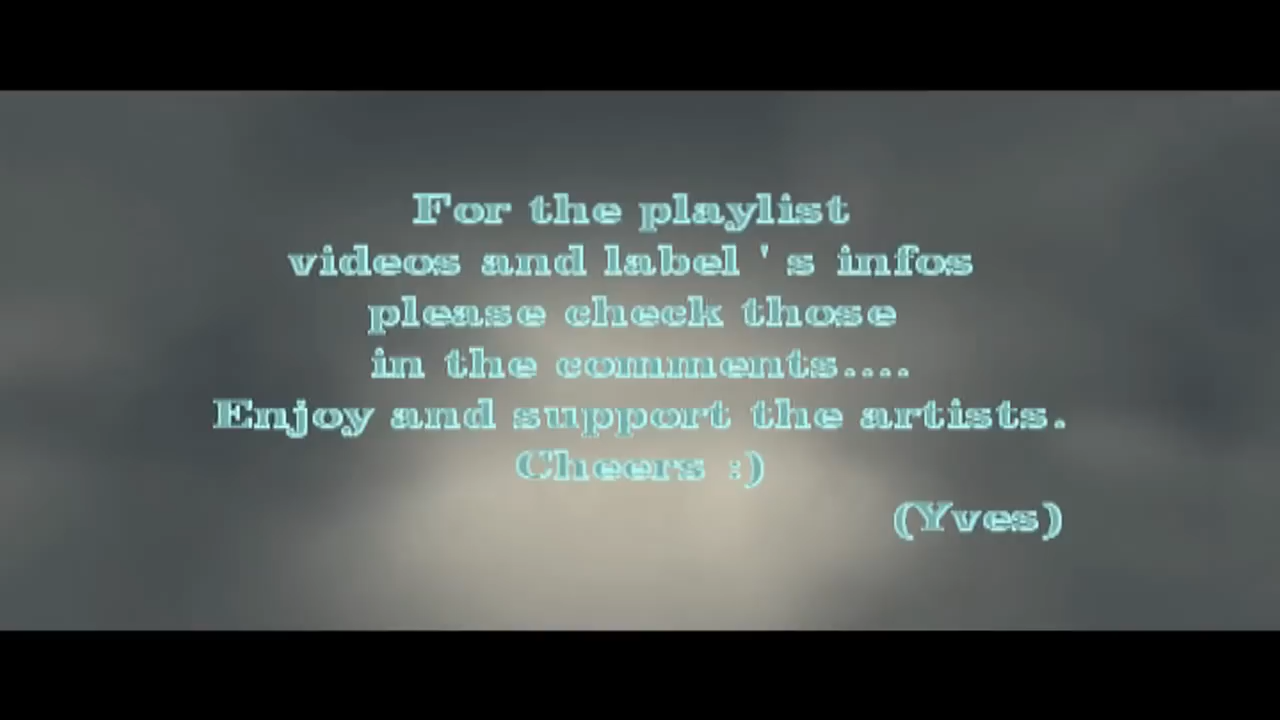 For the playlist
videos and label ' s infos
please check those
in the comments....
Enjoy and support the artists.
Cheers :)
(Yves)